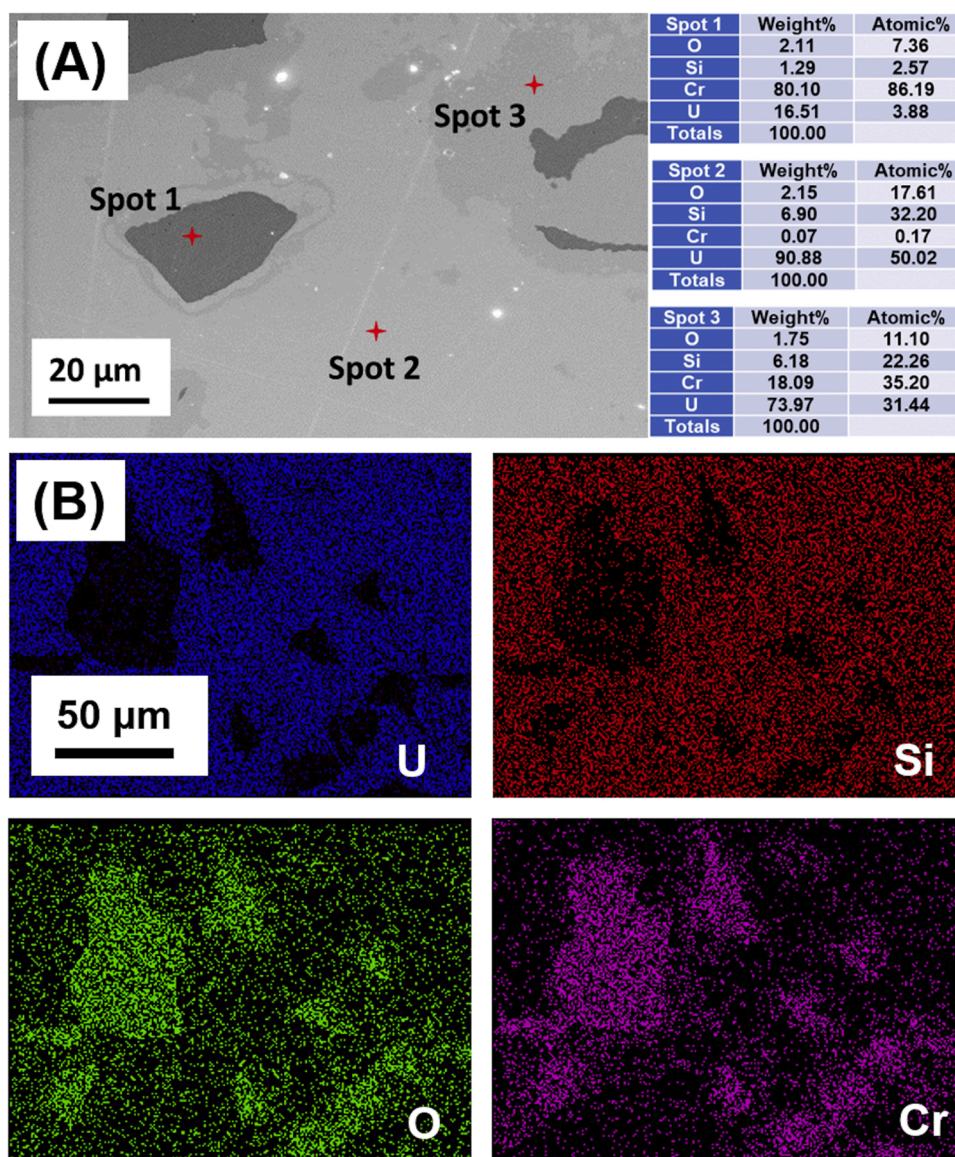 (A)
Spot 3
Spot 1
Spot 2
20 µm
Spot 1 Weight% Atomic%
O 2.11 7.36
Si 1.29 2.57
Cr 80.10 86.19
U 16.51 3.88
Totals 100.00
Spot 2 Weight% Atomic%
O 2.15 17.61
Si 6.90 32.20
Cr 0.07 0.17
U 90.88 50.02
Totals 100.00
Spot 3 Weight% Atomic%
O 1.75 11.10
Si 6.18 22.26
Cr 18.09 35.20
U 73.97 31.44
Totals 100.00
(B)
50 µm
U
Si
O
Cr